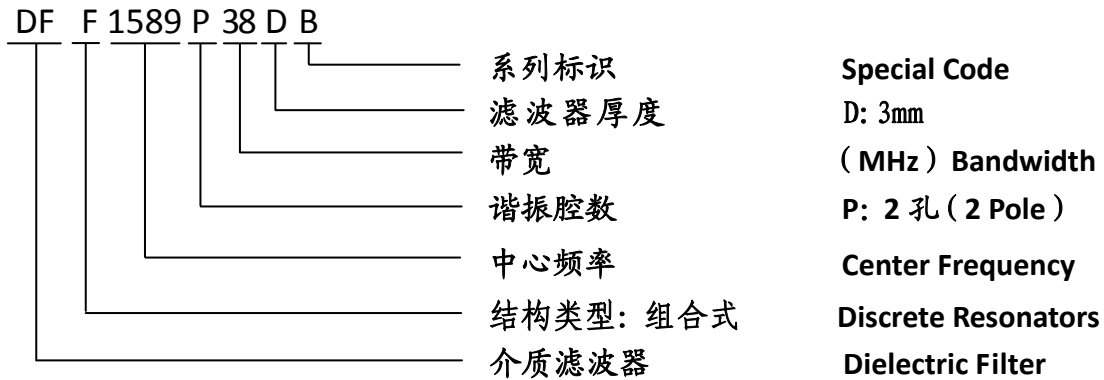 DF F 1589 P 38 D B
系列标识 Special Code
滤波器厚度 D: 3mm
带宽 (MHz) Bandwidth
谐振腔数 P: 2孔(2 Pole)
中心频率 Center Frequency
结构类型: 组合式 Discrete Resonators
介质滤波器 Dielectric Filter